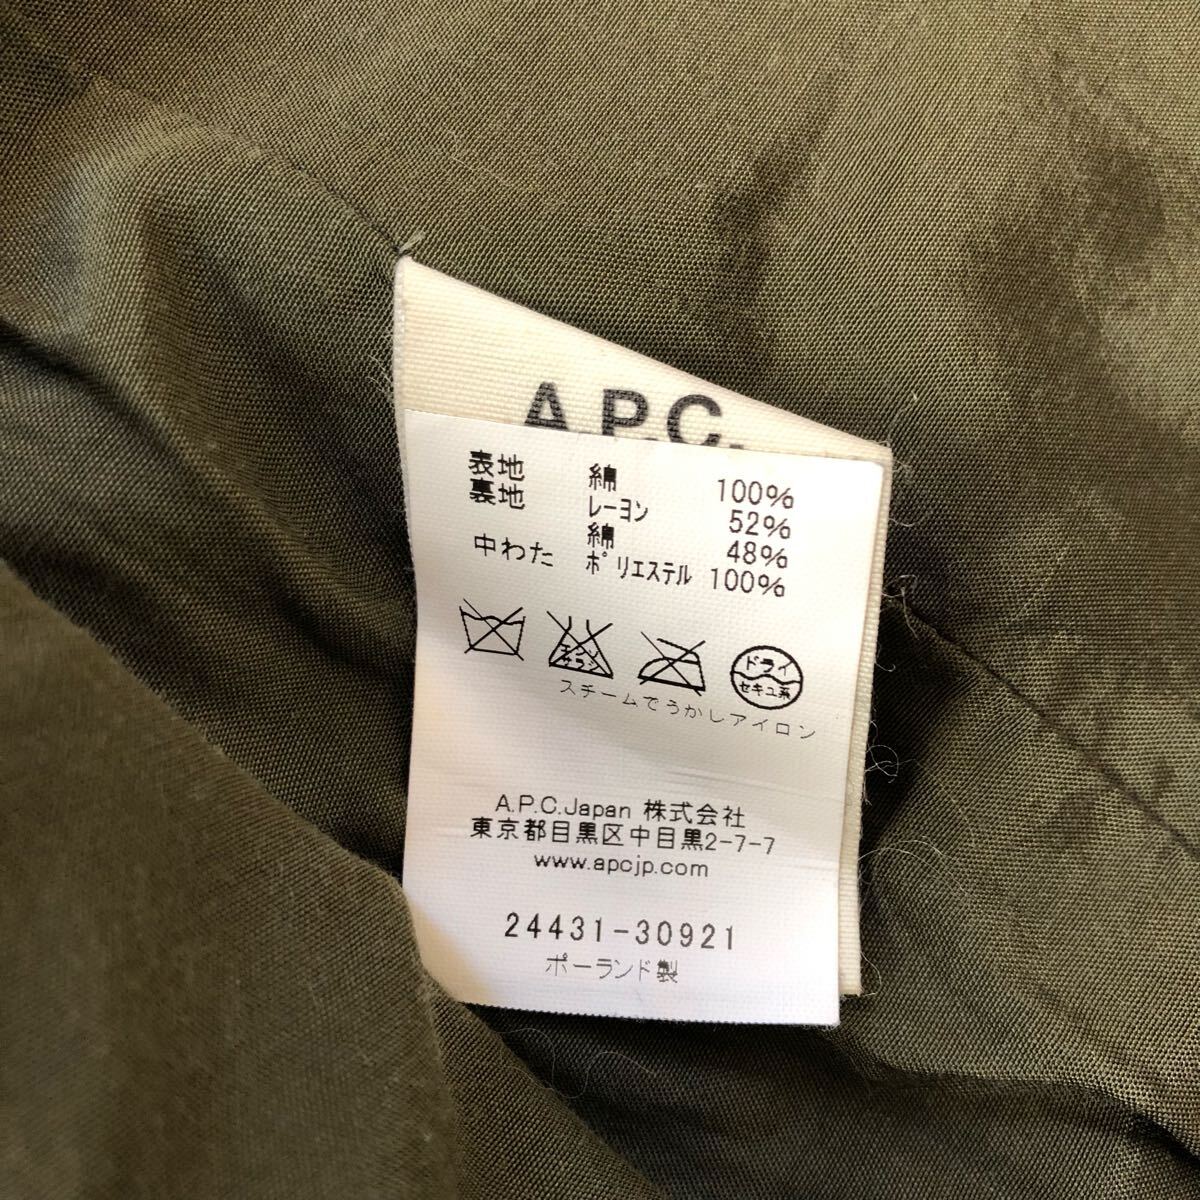 A.P.C.
表地 綿 100%
裏地 レーヨン 52%
綿 48%
中わた ポリエステル 100%
エンソ
サラシ
ドライ
セキユ系
スチームでうかしアイロン
A.P.C.Japan 株式会社
東京都目黒区中目黒2-7-7
www.apcjp.com
24431-30921
ポーランド製